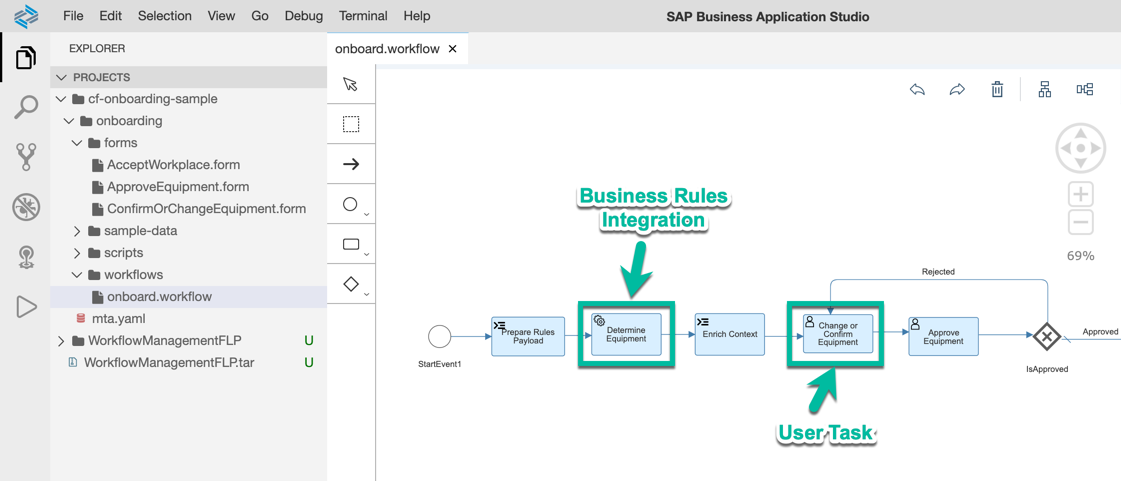 File Edit Selection View Go Debug Terminal Help SAP Business Application Studio
EXPLORER
onboard.workflow ×
PROJECTS
cf-onboarding-sample
onboarding
forms
AcceptWorkplace.form
ApproveEquipment.form
ConfirmOrChangeEquipment.form
sample-data
scripts
workflows
onboard.workflow
mta.yaml
WorkflowManagementFLP U
WorkflowManagementFLP.tar U
69%
Business Rules
Integration
Rejected
StartEvent1
Prepare Rules
Payload
Determine
Equipment
Enrich Context
Change or
Confirm
Equipment
Approve
Equipment
IsApproved
Approved
User Task